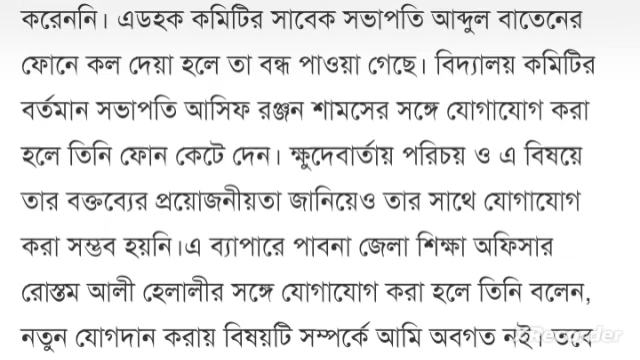 করেননি। এডহক কমিটির সাবেক সভাপতি আব্দুল বাতেনের
ফোনে কল দেয়া হলে তা বন্ধ পাওয়া গেছে। বিদ্যালয় কমিটির
বর্তমান সভাপতি আসিফ রঞ্জন শামসের সঙ্গে যোগাযোগ করা
হলে তিনি ফোন কেটে দেন। ক্ষুদেবার্তায় পরিচয় ও এ বিষয়ে
তার বক্তব্যের প্রয়োজনীয়তা জানিয়েও তার সাথে যোগাযোগ
করা সম্ভব হয়নি।এ ব্যাপারে পাবনা জেলা শিক্ষা অফিসার
রোস্তম আলী হেলালীর সঙ্গে যোগাযোগ করা হলে তিনি বলেন,
নতুন যোগদান করায় বিষয়টি সম্পর্কে আমি অবগত নই। তবে